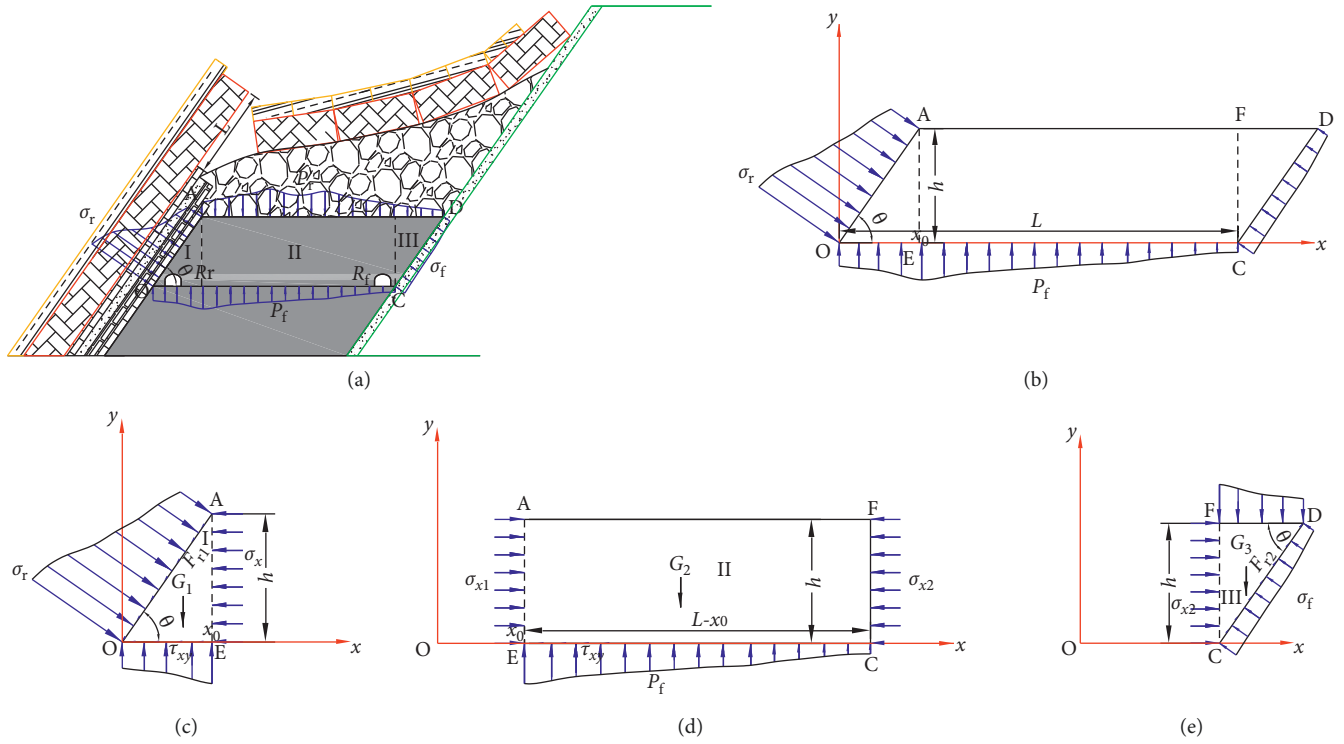 σr
A
Pr
D
I
II
III
θ
Rr
Rf
σf
C
Pf
(a)
y
A
F
D
σr
h
θ
L
O
E
x0
x
C
Pf
(b)
y
A
I
σr
Fr1
σx
h
G1
θ
x0
O
τxy
E
x
(c)
y
A
F
σx1
G2
II
h
σx2
L-x0
x0
O
E
τxy
C
x
Pf
(d)
y
F
D
θ
G3
h
Fr2
σx2
III
σf
O
C
x
(e)